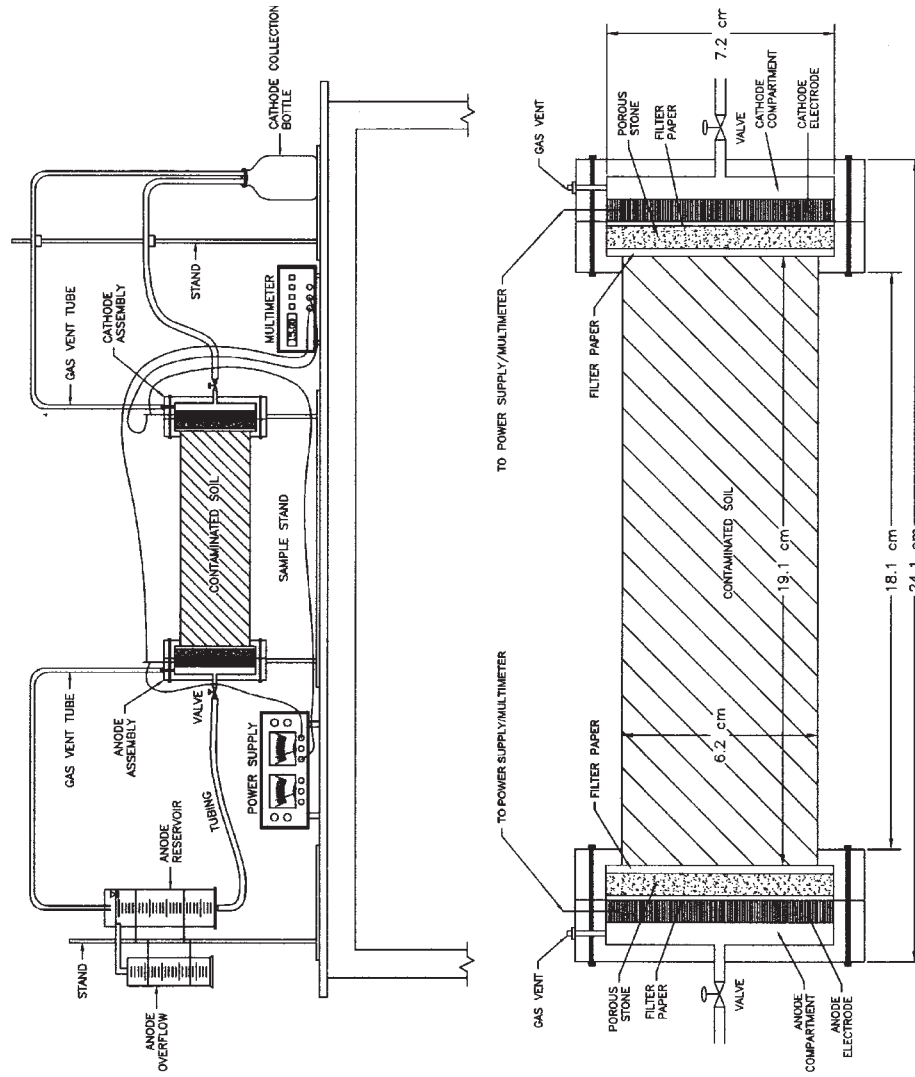 STAND
ANODE
OVERFLOW
ANODE
RESERVOIR
GAS VENT TUBE
TUBING
POWER SUPPLY
VALVE
ANODE
ASSEMBLY
CONTAMINATED SOIL
SAMPLE STAND
GAS VENT TUBE
CATHODE
ASSEMBLY
MULTIMETER
STAND
CATHODE COLLECTION
BOTTLE
GAS VENT
TO POWER SUPPLY/MULTIMETER
FILTER PAPER
POROUS
STONE
FILTER
PAPER
VALVE
ANODE
COMPARTMENT
ANODE
ELECTRODE
6.2 cm
CONTAMINATED SOIL
19.1 cm
18.1 cm
24.1 cm
TO POWER SUPPLY/MULTIMETER
FILTER PAPER
GAS VENT
POROUS
STONE
FILTER
PAPER
VALVE
CATHODE
COMPARTMENT
CATHODE
ELECTRODE
7.2 cm